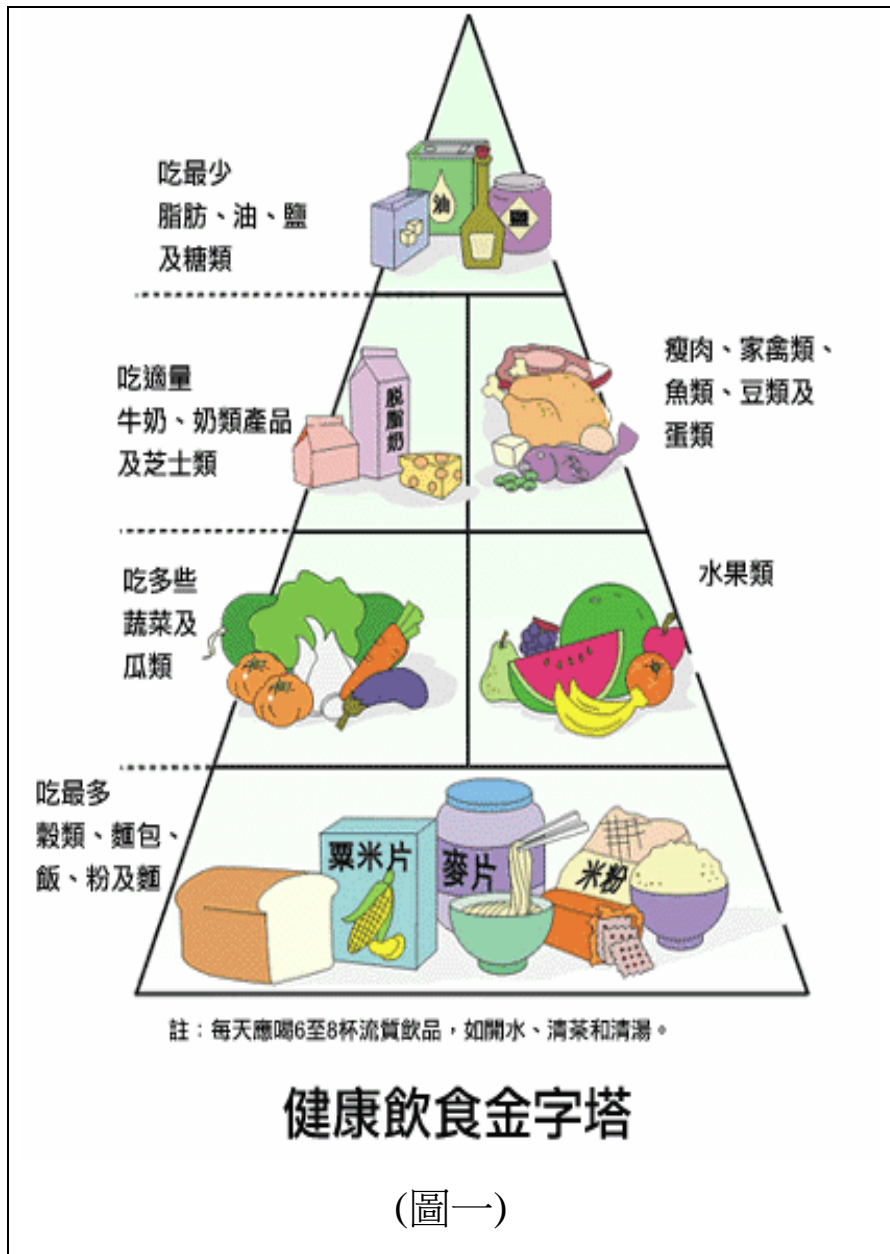 油
鹽
吃最少
脂肪、油、鹽
及糖類
吃適量
牛奶、奶類產品
及芝士類
脫脂奶
瘦肉、家禽類、
魚類、豆類及
蛋類
吃多些
蔬菜及
瓜類
水果類
吃最多
穀類、麵包、
飯、粉及麵
粟米片
麥片
米粉
註：每天應喝6至8杯流質飲品，如開水、清茶和清湯。
健康飲食金字塔
(圖一)